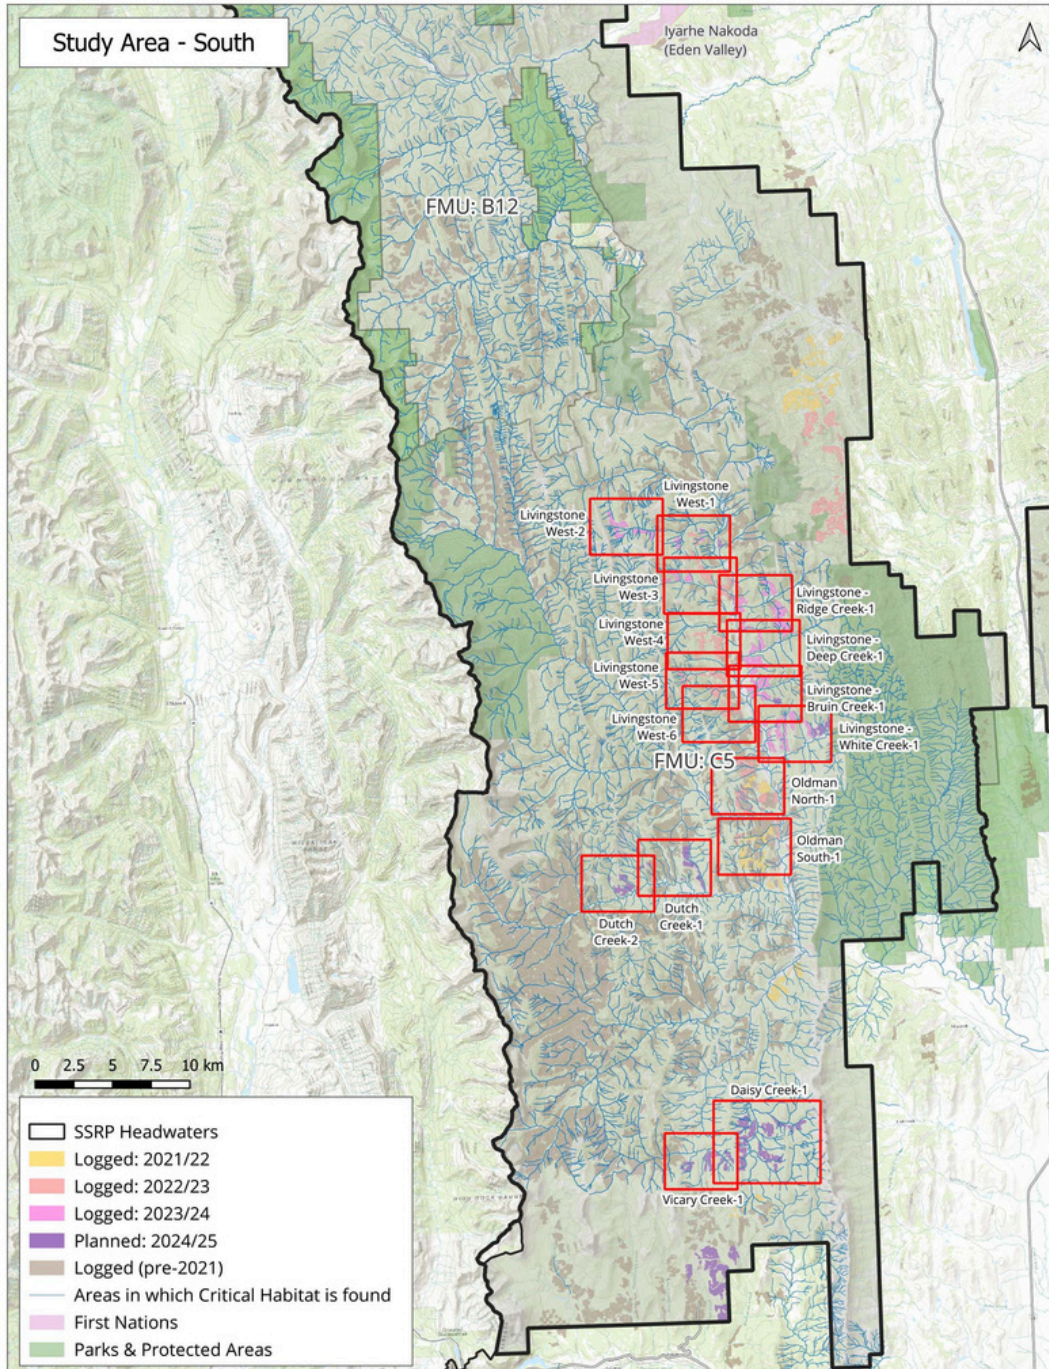 Study Area - South
Iyarhe Nakoda
(Eden Valley)
FMU: B12
Livingstone
West-1
Livingstone
West-2
Livingstone
West-3
Livingstone -
Ridge Creek-1
Livingstone
West-4
Livingstone -
Deep Creek-1
Livingstone
West-5
Livingstone -
Bruin Creek-1
Livingstone
West-6
Livingstone -
White Creek-1
FMU: C5
Oldman
North-1
Oldman
South-1
Dutch
Creek-1
Dutch
Creek-2
Daisy Creek-1
Vicary Creek-1
0 2.5 5 7.5 10 km
SSRP Headwaters
Logged: 2021/22
Logged: 2022/23
Logged: 2023/24
Planned: 2024/25
Logged (pre-2021)
Areas in which Critical Habitat is found
First Nations
Parks & Protected Areas